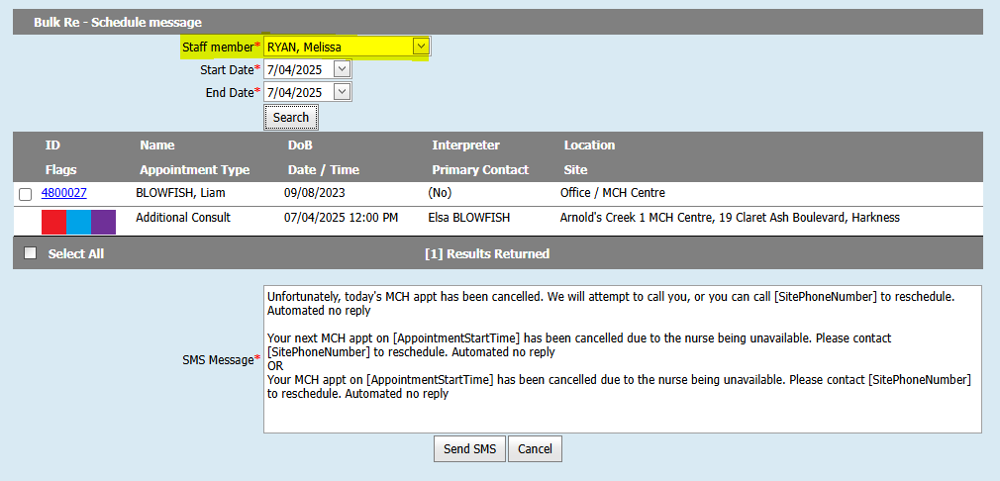 Bulk Re - Schedule message
Staff member* RYAN, Melissa
Start Date* 7/04/2025
End Date* 7/04/2025
Search
ID Name DoB Interpreter Location
Flags Appointment Type Date / Time Primary Contact Site
4800027 BLOWFISH, Liam 09/08/2023 (No) Office / MCH Centre
Additional Consult 07/04/2025 12:00 PM Elsa BLOWFISH Arnold's Creek 1 MCH Centre, 19 Claret Ash Boulevard, Harkness
Select All [1] Results Returned
Unfortunately, today's MCH appt has been cancelled. We will attempt to call you, or you can call [SitePhoneNumber] to reschedule.
Automated no reply
Your next MCH appt on [AppointmentStartTime] has been cancelled due to the nurse being unavailable. Please contact
SMS Message* [SitePhoneNumber] to reschedule. Automated no reply
OR
Your MCH appt on [AppointmentStartTime] has been cancelled due to the nurse being unavailable. Please contact [SitePhoneNumber]
to reschedule. Automated no reply
Send SMS Cancel